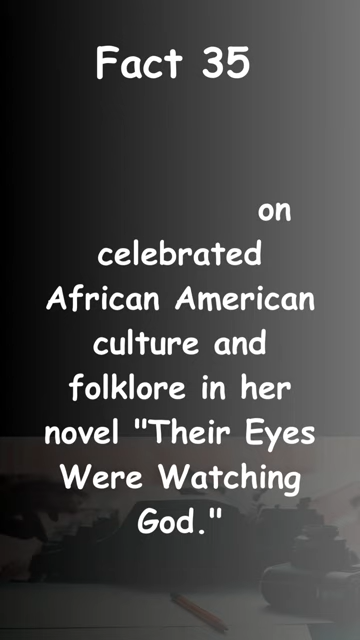 Fact 35
on
celebrated
African American
culture and
folklore in her
novel "Their Eyes
Were Watching
God."